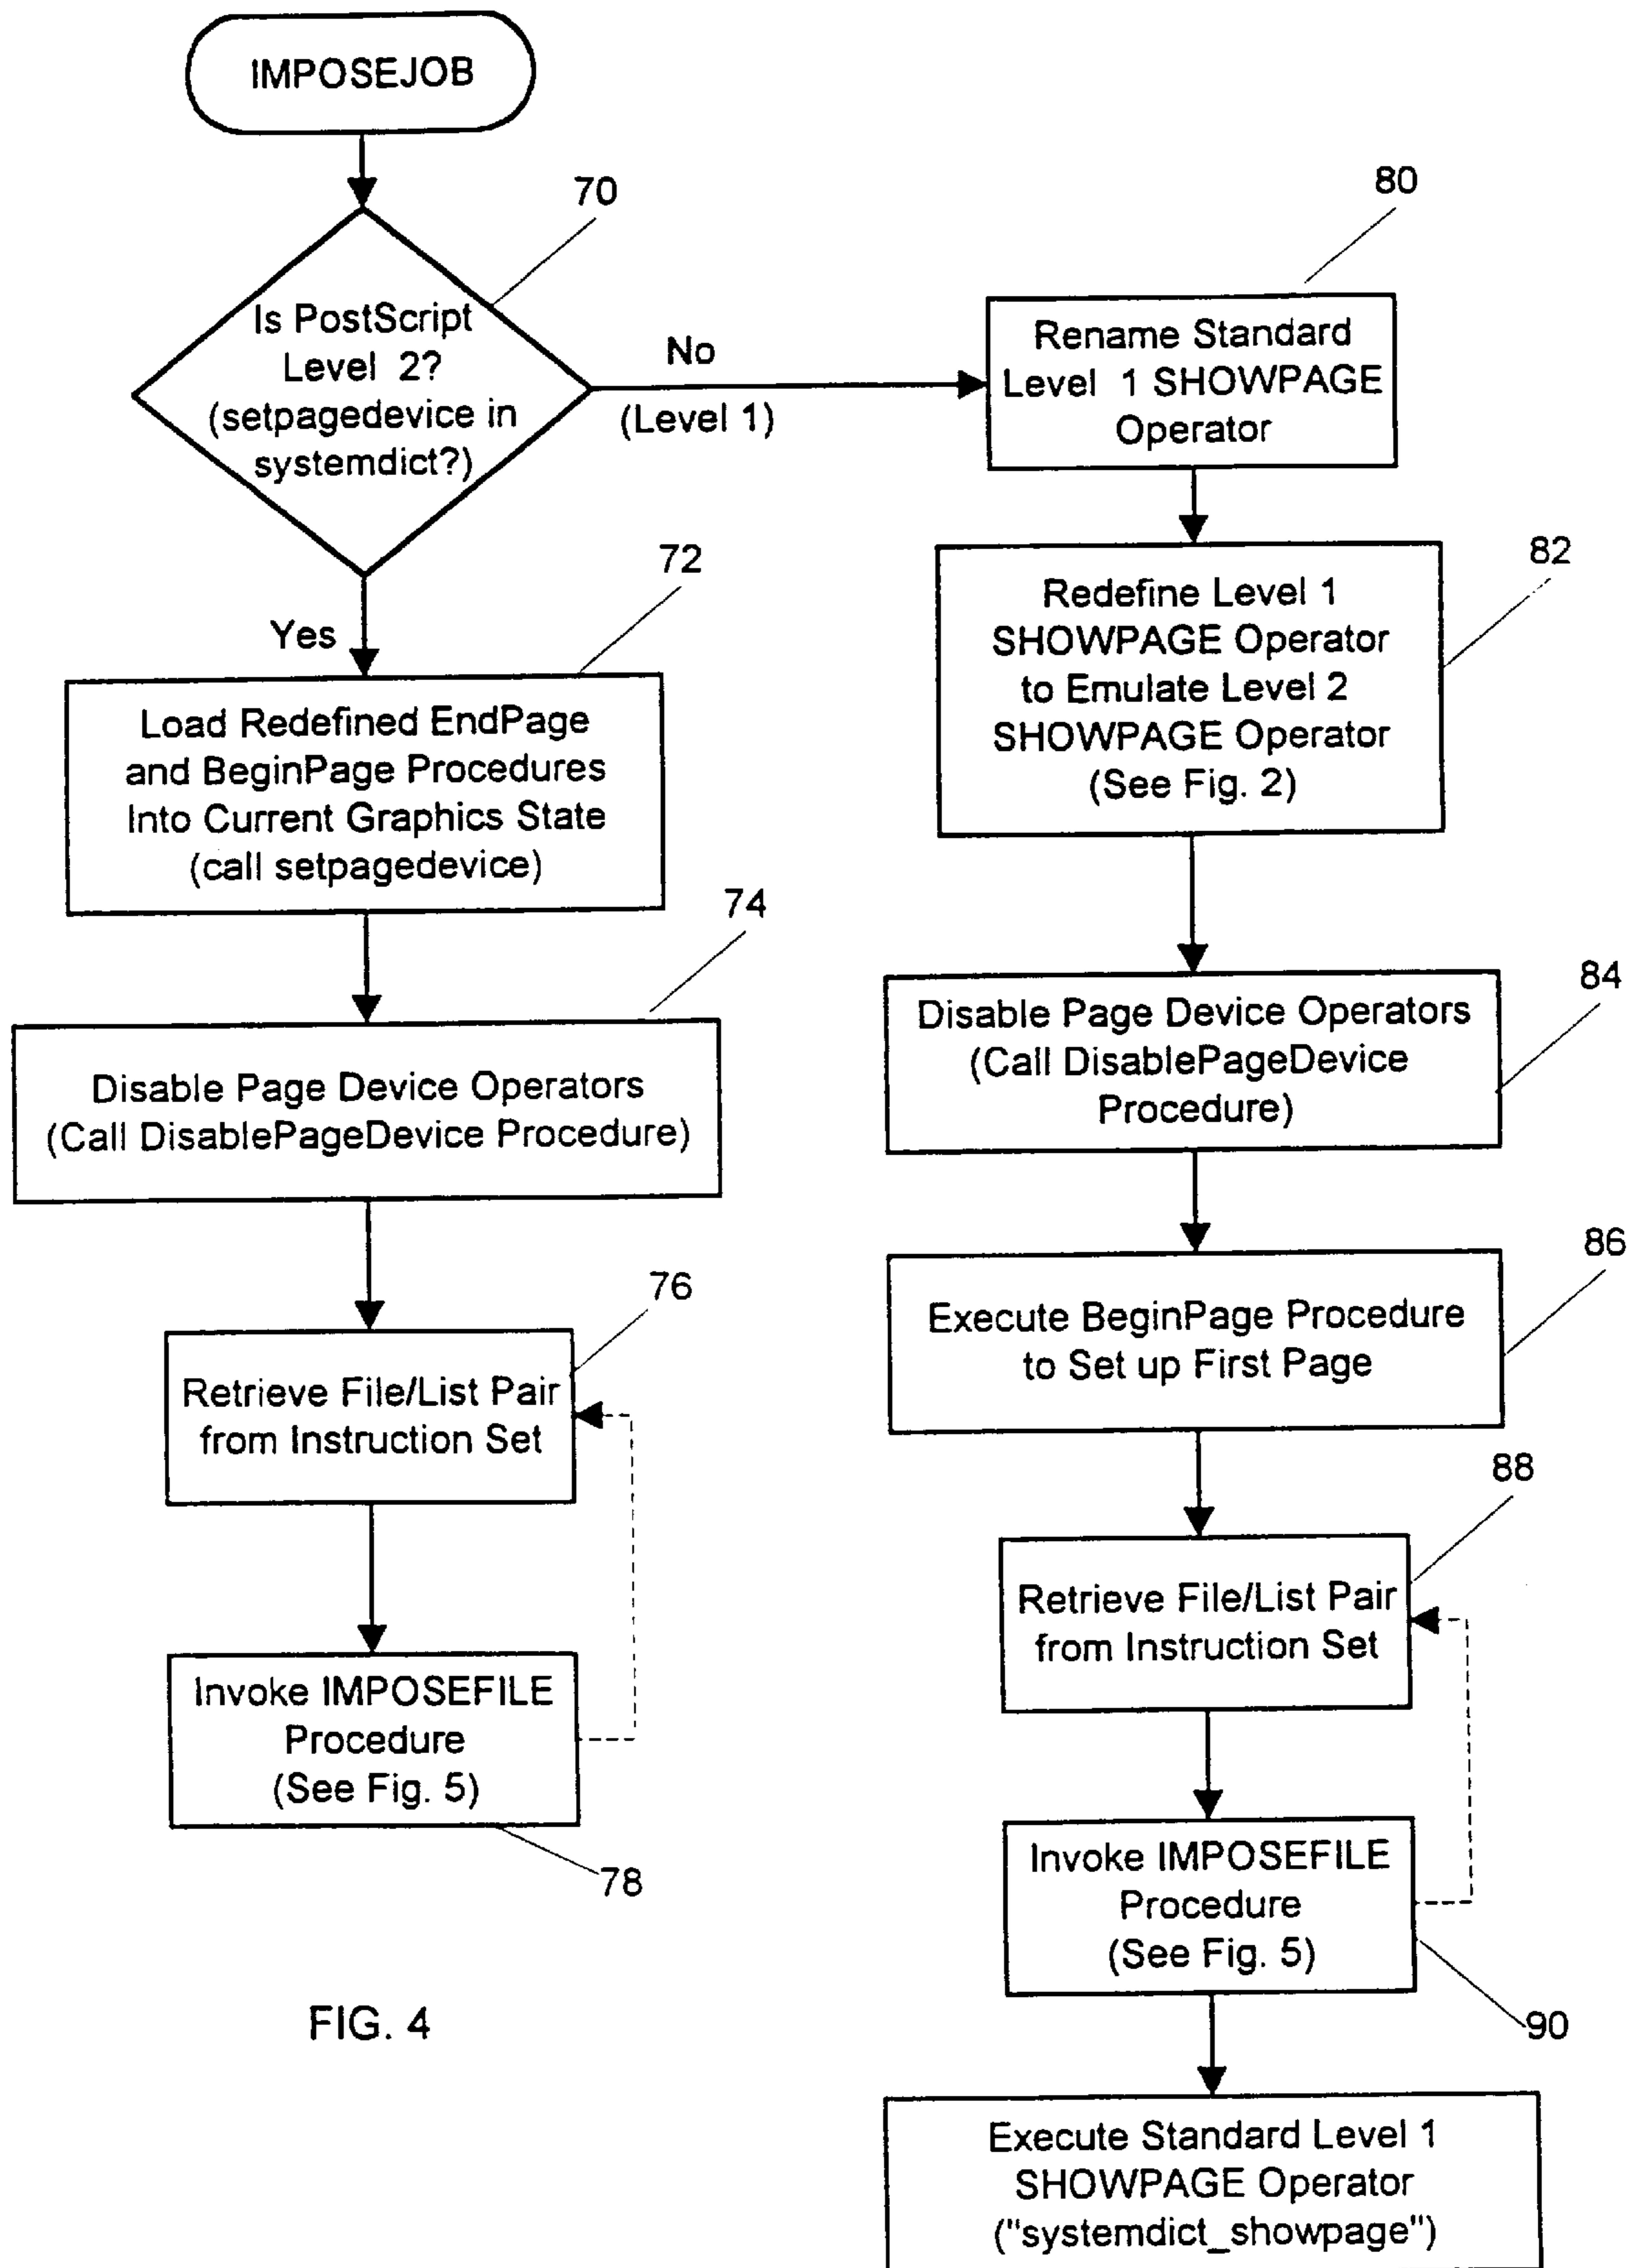 IMPOSEJOB
70
Is PostScript
Level 2?
(setpagedevice in
systemdict?)
No
(Level 1)
Yes
72
Load Redefined EndPage
and BeginPage Procedures
Into Current Graphics State
(call setpagedevice)
74
Disable Page Device Operators
(Call DisablePageDevice Procedure)
76
Retrieve File/List Pair
from Instruction Set
Invoke IMPOSEFILE
Procedure
(See Fig. 5)
78
80
Rename Standard
Level 1 SHOWPAGE
Operator
82
Redefine Level 1
SHOWPAGE Operator
to Emulate Level 2
SHOWPAGE Operator
(See Fig. 2)
84
Disable Page Device Operators
(Call DisablePageDevice
Procedure)
86
Execute BeginPage Procedure
to Set up First Page
88
Retrieve File/List Pair
from Instruction Set
Invoke IMPOSEFILE
Procedure
(See Fig. 5)
90
Execute Standard Level 1
SHOWPAGE Operator
("systemdict_showpage")
FIG. 4